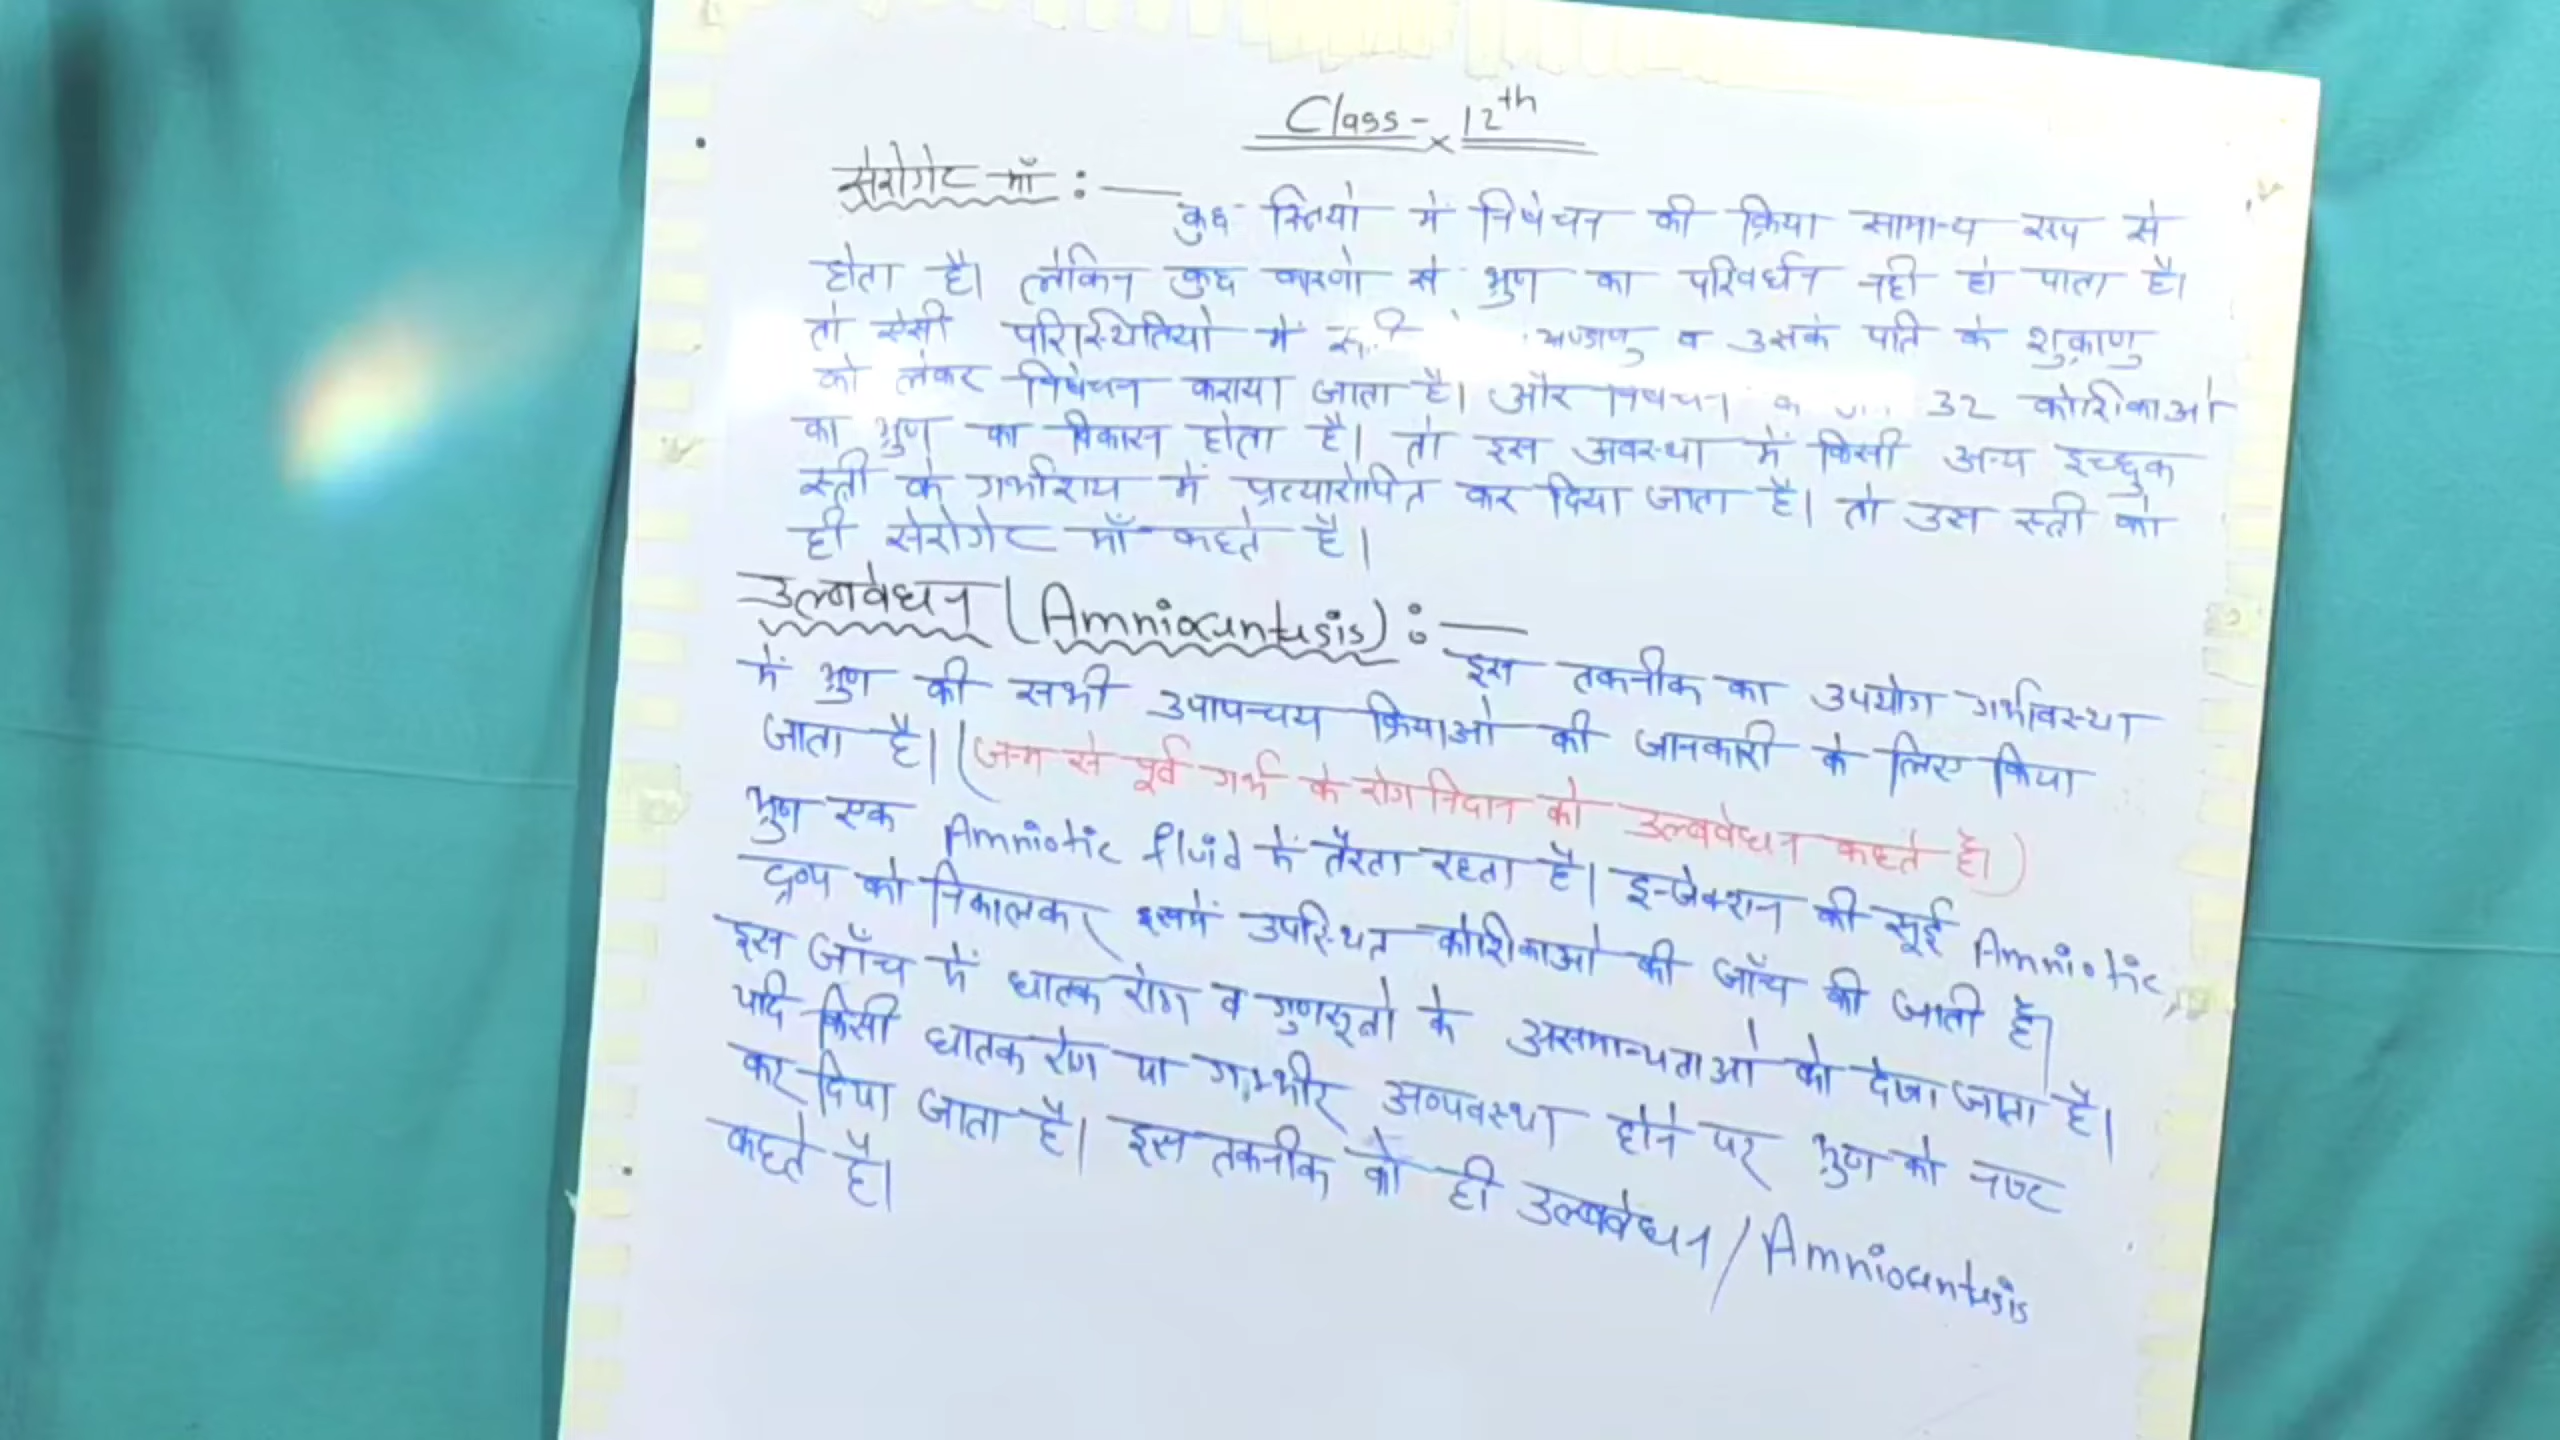 Class - 12th
सेरोगेट माँ :—
कुछ स्त्रियों में निषेचन की क्रिया सामान्य रूप से
होता है। लेकिन कुछ कारणों से भ्रुण का परिवर्धन नही हो पाता है।
तो ऐसी परिस्थितियों में अण्डाणु व उसके पति के शुक्राणु
को लेकर निषेचन कराया जाता है। और निषेचन 32 कोशिकाओं
का भ्रुण का विकास होता है। तो इस अवस्था में किसी अन्य इच्छुक
स्त्री के गर्भाशय में प्रत्यारोपित कर दिया जाता है। तो उस स्त्री को
ही सेरोगेट माँ कहते है।
उल्बवेधन (Amniocentesis) :—
इस तकनीक का उपयोग गर्भावस्था
में भ्रुण की सभी उपापचय क्रियाओं की जानकारी के लिए किया
जाता है। (जन्म से पूर्व गर्भ के रोग निदान को उल्बवेधन कहते है।)
भ्रुण एक Amniotic fluid में तैरता रहता है। इन्जेक्शन की सूई Amniotic
द्रव्य को निकालकर इसमें उपस्थित कोशिकाओं की जाँच की जाती है।
इस जाँच में घातक रोग व गुणसूत्रों के असमान्यताओं को देखा जाता है।
यदि किसी घातक रोग या गम्भीर अव्यवस्था होने पर भ्रुण को नष्ट
कर दिया जाता है। इस तकनीक को ही उल्बवेधन / Amniocentesis
कहते है।